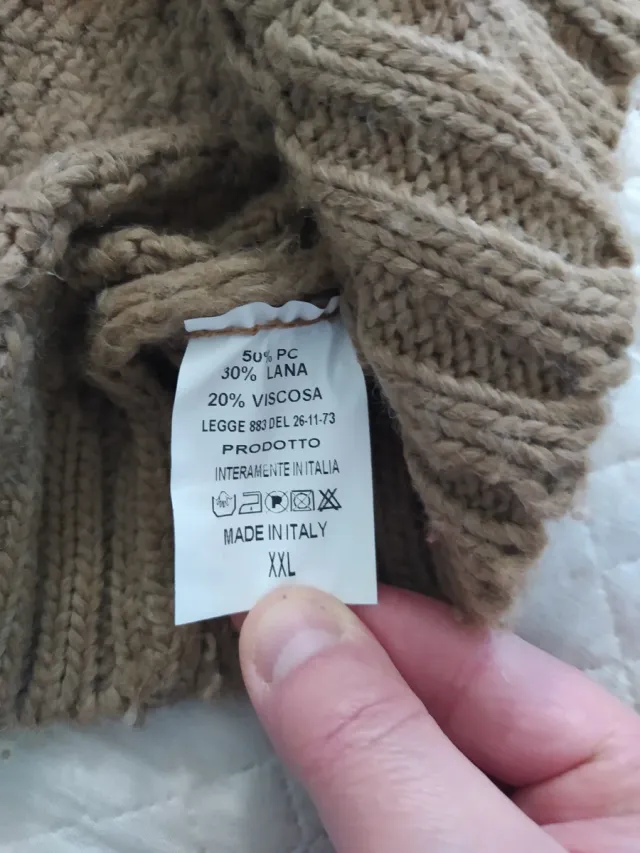 50% PC
30% LANA
20% VISCOSA
LEGGE 883 DEL 26-11-73
PRODOTTO
INTERAMENTE IN ITALIA
P
MADE IN ITALY
XXL